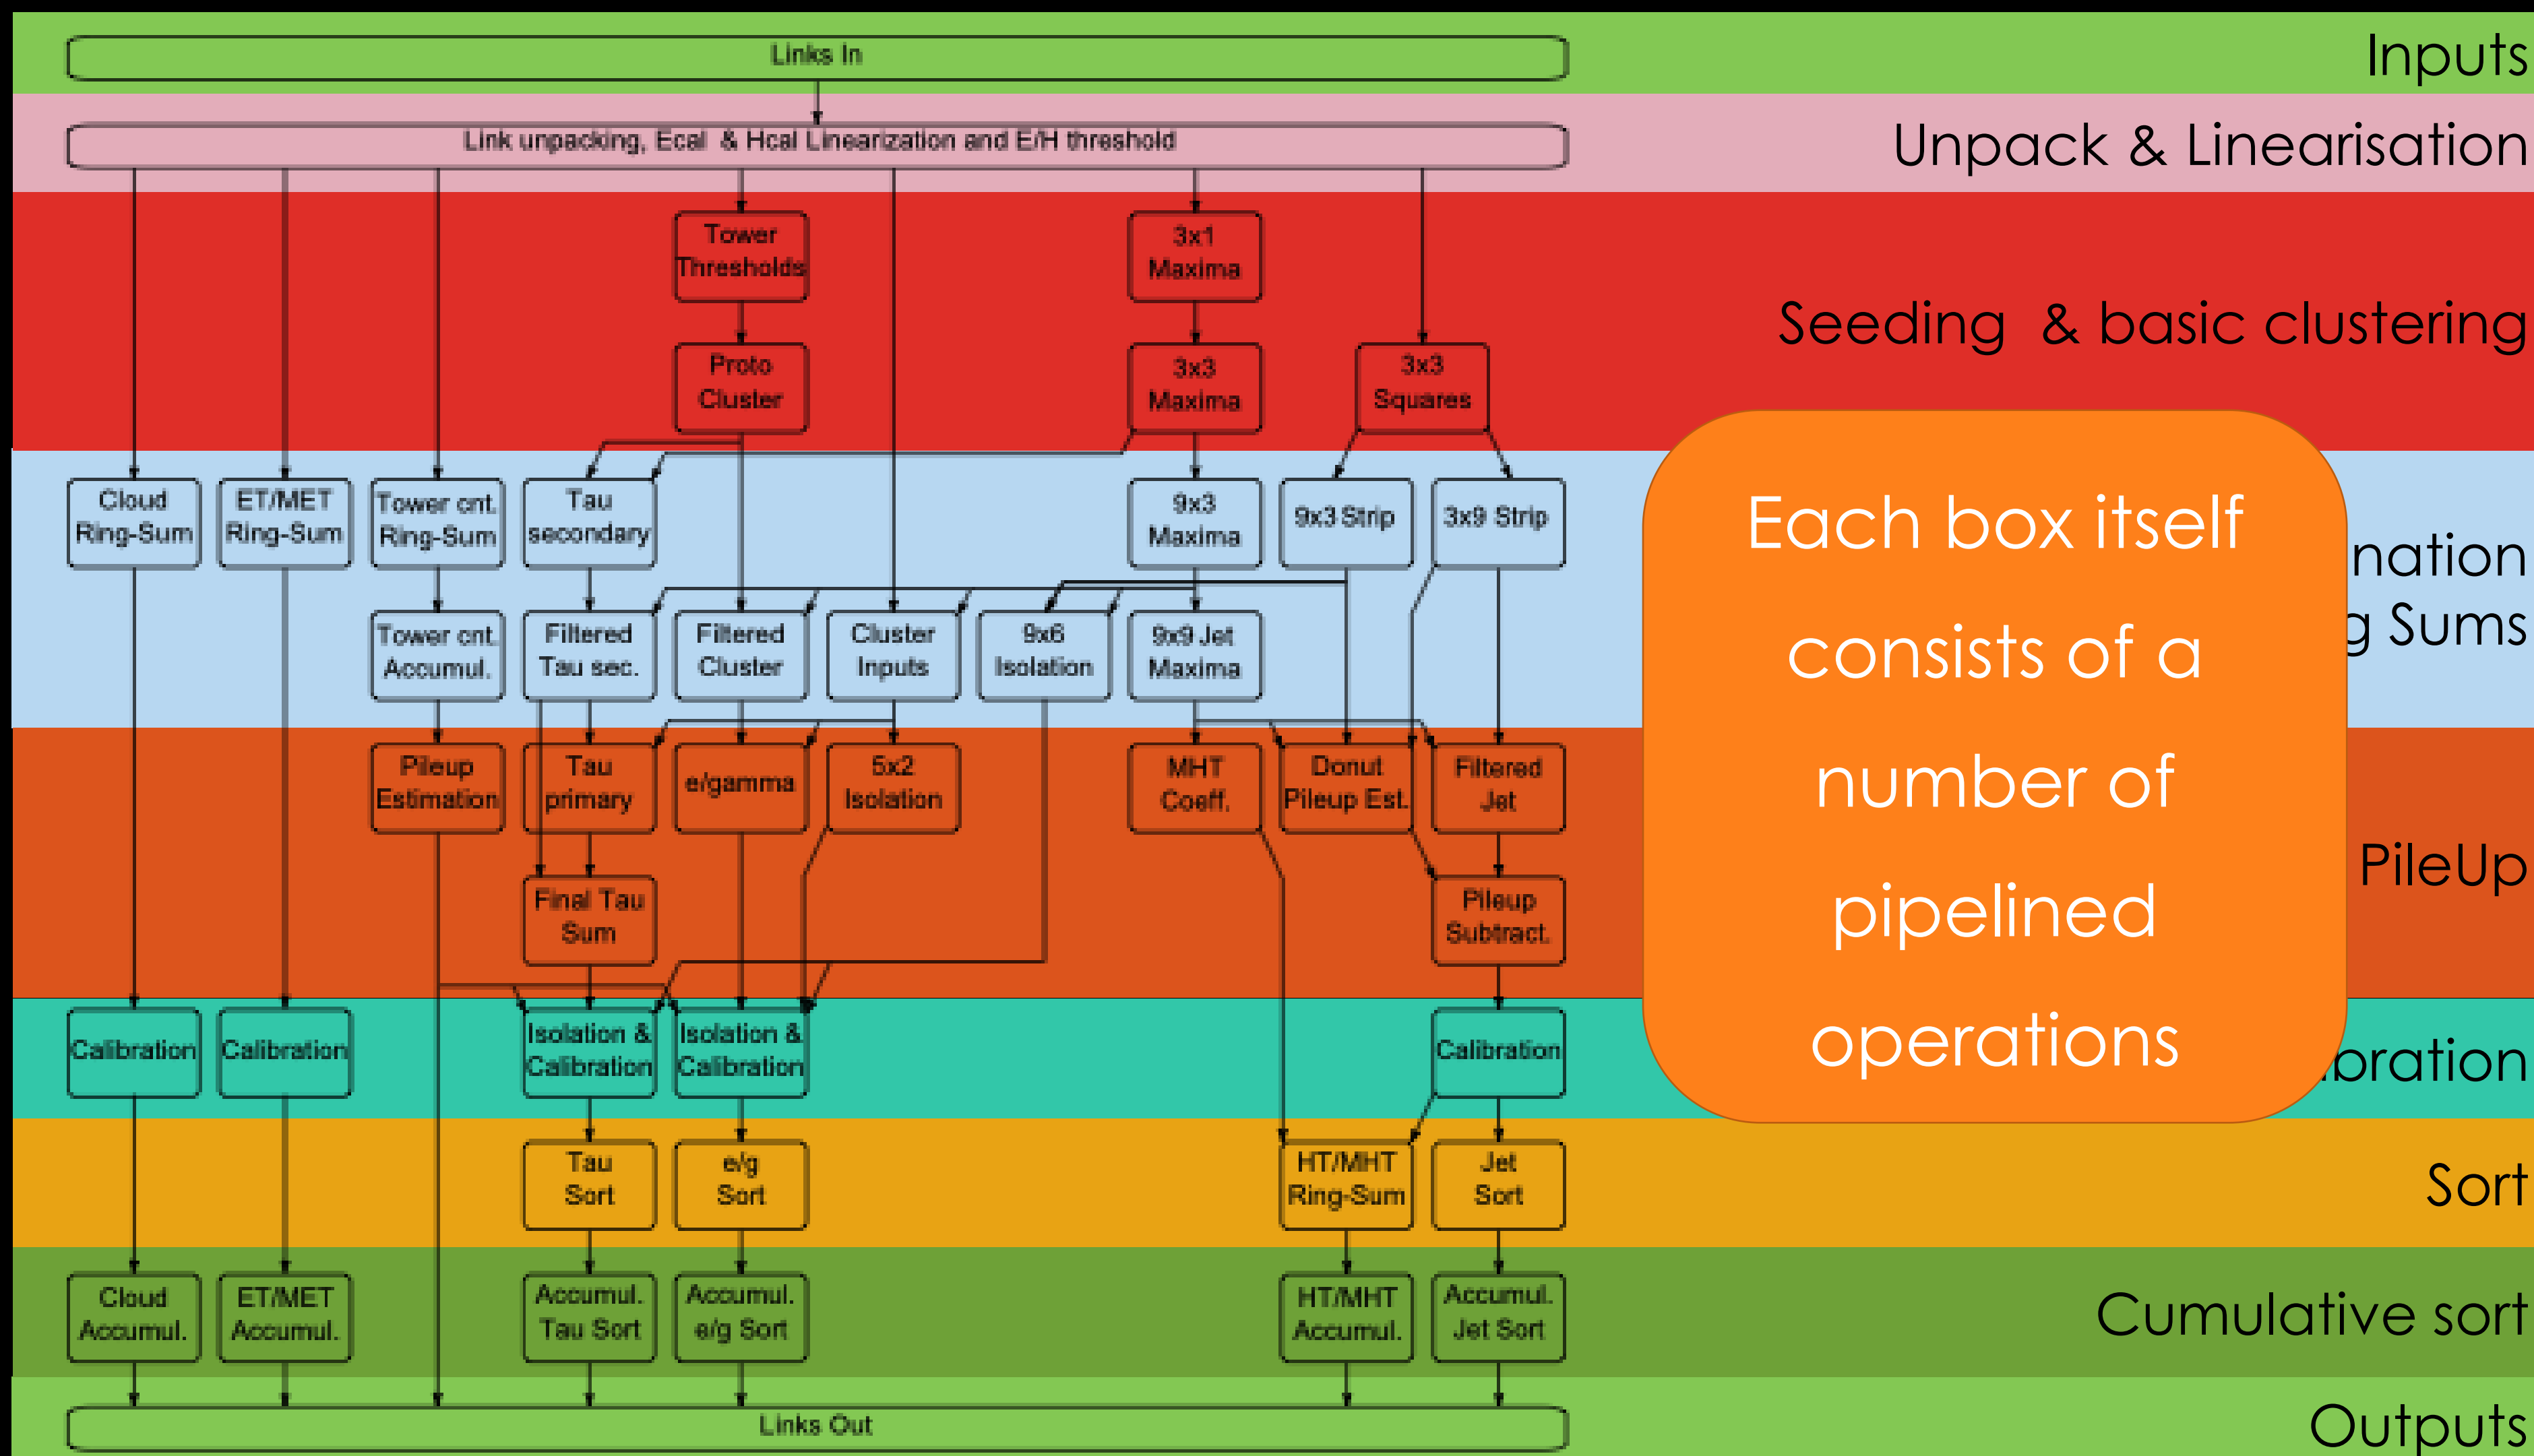 Links In
Inputs
Link unpacking, Ecal & Hcal Linearization and E/H threshold
Unpack & Linearisation
Tower
Thresholds
3x1
Maxima
Seeding & basic clustering
Proto
Cluster
3x3
Maxima
3x3
Squares
Cloud
Ring-Sum
ET/MET
Ring-Sum
Tower cnt.
Ring-Sum
Tau
secondary
9x3
Maxima
9x3 Strip
3x9 Strip
nation
g Sums
Tower cnt.
Accumul.
Filtered
Tau sec.
Filtered
Cluster
Cluster
Inputs
9x6
Isolation
9x9 Jet
Maxima
Pileup
Estimation
Tau
primary
e/gamma
5x2
Isolation
MHT
Coeff.
Donut
Pileup Est.
Filtered
Jet
PileUp
Final Tau
Sum
Pileup
Subtract.
Calibration
Calibration
Isolation &
Calibration
Isolation &
Calibration
Calibration
bration
Tau
Sort
e/g
Sort
HT/MHT
Ring-Sum
Jet
Sort
Sort
Cloud
Accumul.
ET/MET
Accumul.
Accumul.
Tau Sort
Accumul.
e/g Sort
HT/MHT
Accumul.
Accumul.
Jet Sort
Cumulative sort
Links Out
Outputs
Each box itself
consists of a
number of
pipelined
operations